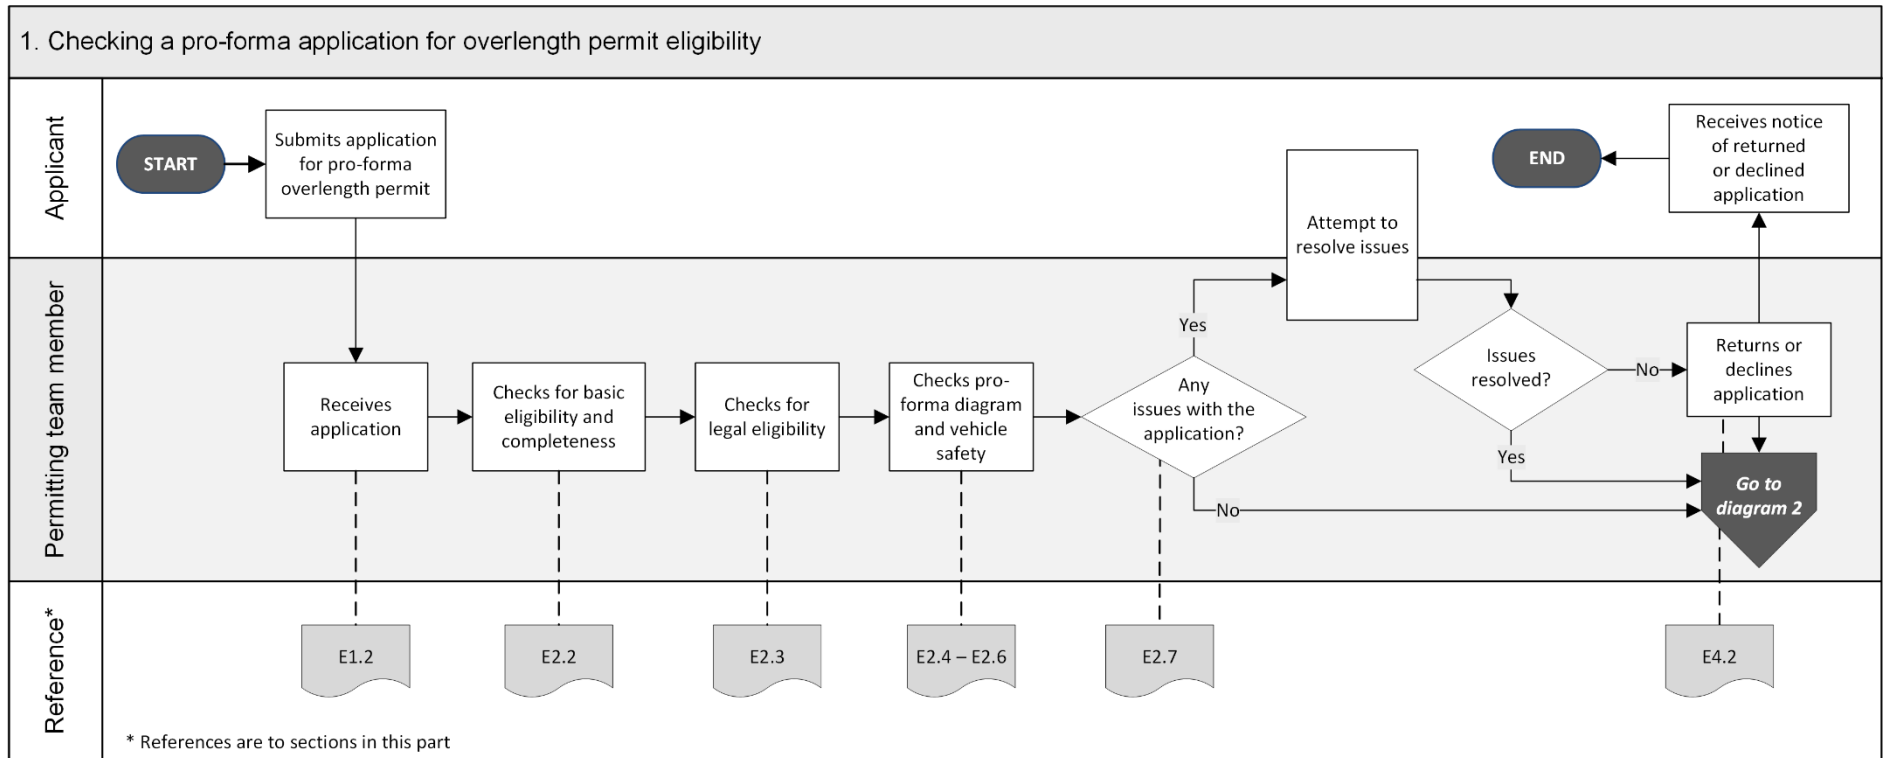 1. Checking a pro-forma application for overlength permit eligibility
Applicant
START
Submits application
for pro-forma
overlength permit
Attempt to
resolve issues
END
Receives notice
of returned
or declined
application
Permitting team member
Receives
application
Checks for basic
eligibility and
completeness
Checks for
legal eligibility
Checks pro-
forma diagram
and vehicle
safety
Any
issues with the
application?
Yes
No
Issues
resolved?
No
Yes
Returns or
declines
application
Go to
diagram 2
Reference*
E1.2
E2.2
E2.3
E2.4 – E2.6
E2.7
E4.2
* References are to sections in this part